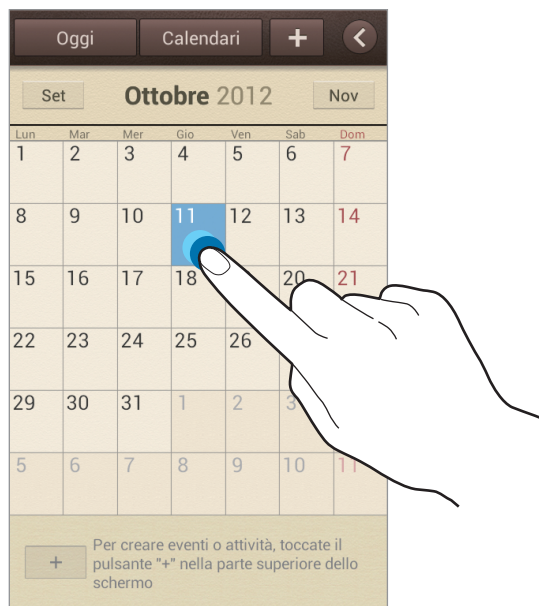 Oggi Calendari +
Set Ottobre 2012 Nov
Lun Mar Mer Gio Ven Sab Dom
1 2 3 4 5 6 7
8 9 10 11 12 13 14
15 16 17 18 20 21
22 23 24 25 26
29 30 31 1 2 3
5 6 7 8 9 10 11
+ Per creare eventi o attività, toccate il
pulsante "+" nella parte superiore dello
schermo